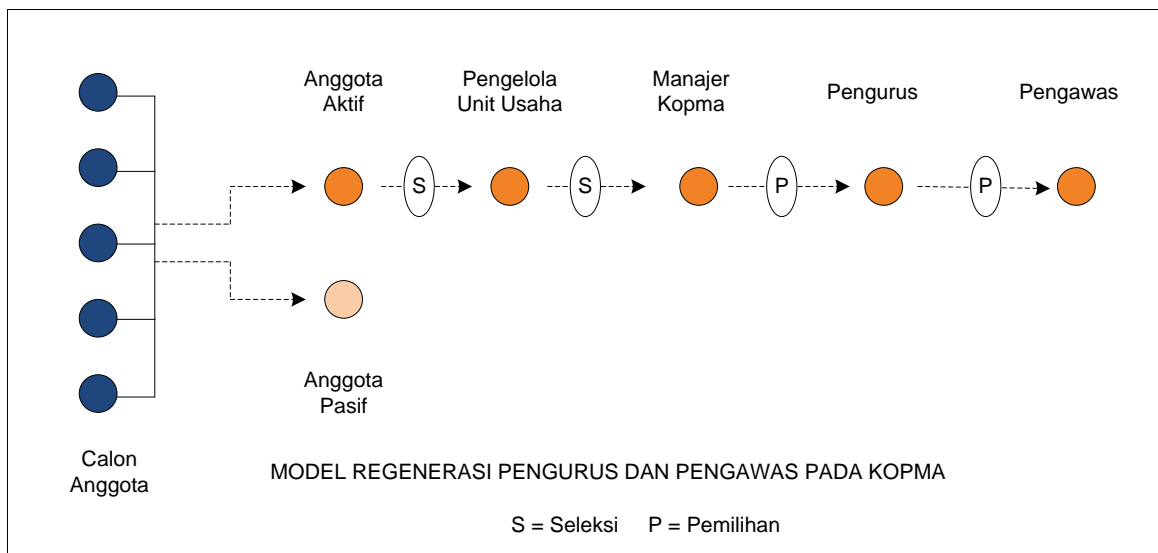 Anggota
Aktif
Pengelola
Unit Usaha
Manajer
Kopma
Pengurus
Pengawas
S
S
P
P
Anggota
Pasif
Calon
Anggota
MODEL REGENERASI PENGURUS DAN PENGAWAS PADA KOPMA
S = Seleksi P = Pemilihan